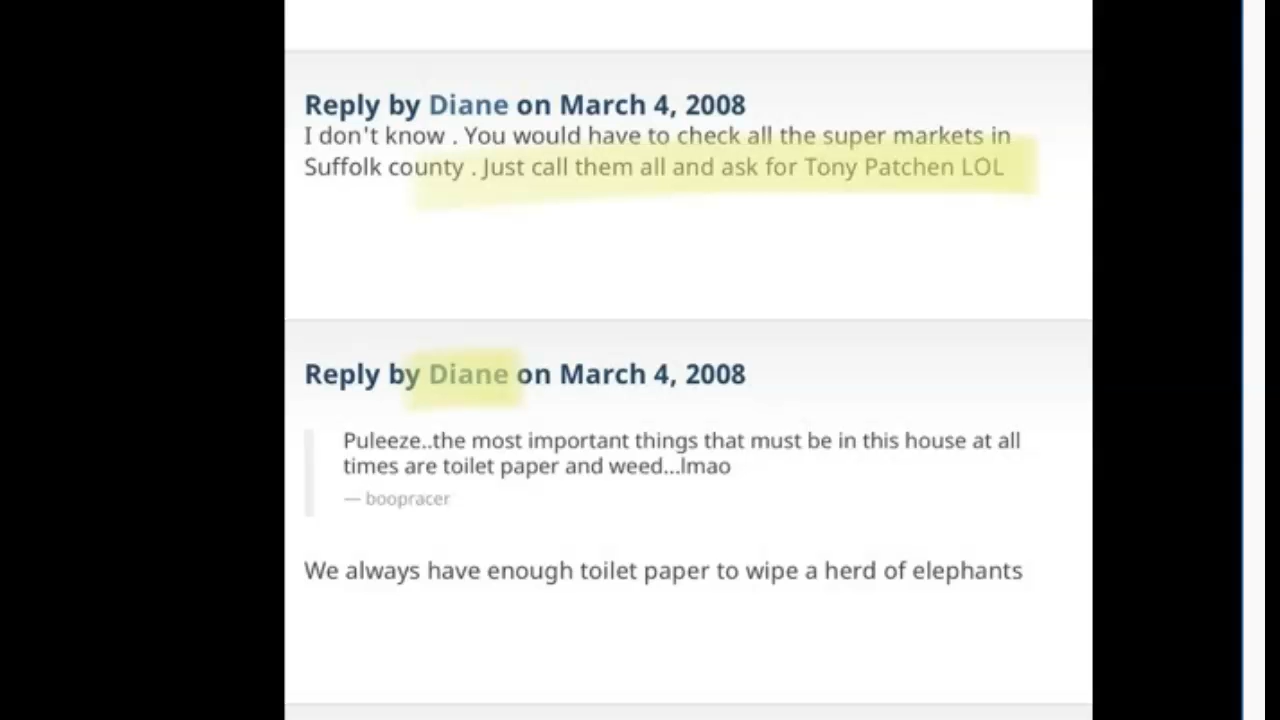 Reply by Diane on March 4, 2008
I don't know . You would have to check all the super markets in
Suffolk county . Just call them all and ask for Tony Patchen LOL
Reply by Diane on March 4, 2008
Puleeze..the most important things that must be in this house at all
times are toilet paper and weed...lmao
— boopracer
We always have enough toilet paper to wipe a herd of elephants